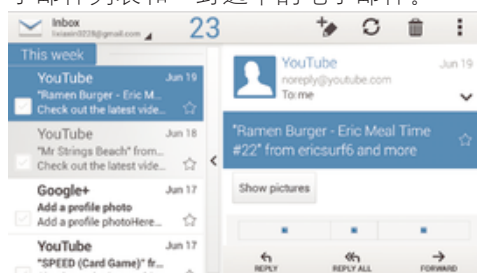 Inbox
23
This week
YouTube Jun 19
"Ramen Burger - Eric M...
Check out the latest vide...
YouTube Jun 18
"Mr Strings Beach" from...
Check out the latest vide...
Google+ Jun 17
Add a profile photo
Add a profile photoHere...
YouTube Jun 17
"SPEED (Card Game)" fr...
YouTube Jun 19
noreply@youtube.com
To: me
"Ramen Burger - Eric Meal Time
#22" from ericsurf6 and more
Show pictures
REPLY
REPLY ALL
FORWARD